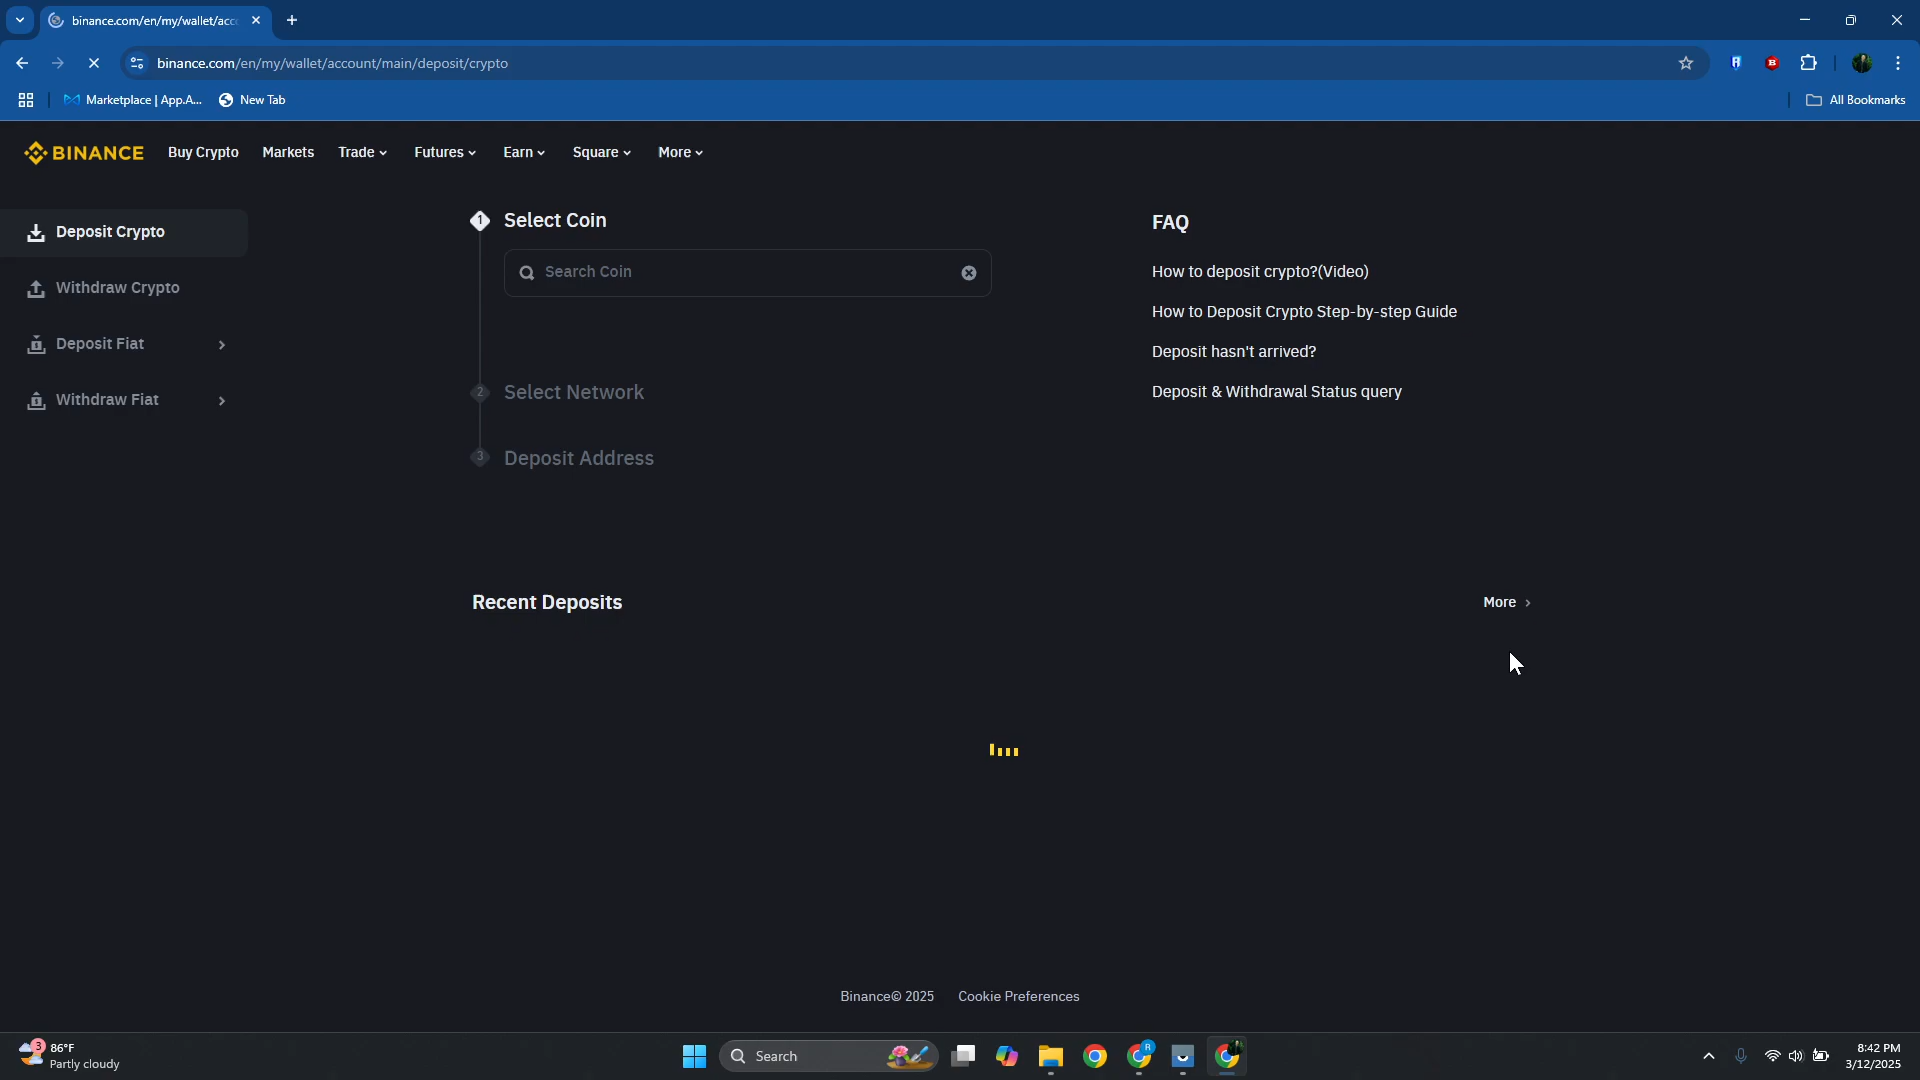 binance.com/en/my/wallet/acc
binance.com/en/my/wallet/account/main/deposit/crypto
Marketplace | App.A...
New Tab
All Bookmarks
BINANCE
Buy Crypto
Markets
Trade
Futures
Earn
Square
More
Deposit Crypto
Withdraw Crypto
Deposit Fiat
Withdraw Fiat
1
Select Coin
Search Coin
2
Select Network
3
Deposit Address
FAQ
How to deposit crypto?(Video)
How to Deposit Crypto Step-by-step Guide
Deposit hasn't arrived?
Deposit & Withdrawal Status query
Recent Deposits
More
Binance© 2025
Cookie Preferences
3
86°F
Partly cloudy
Search
R
8:42 PM
3/12/2025